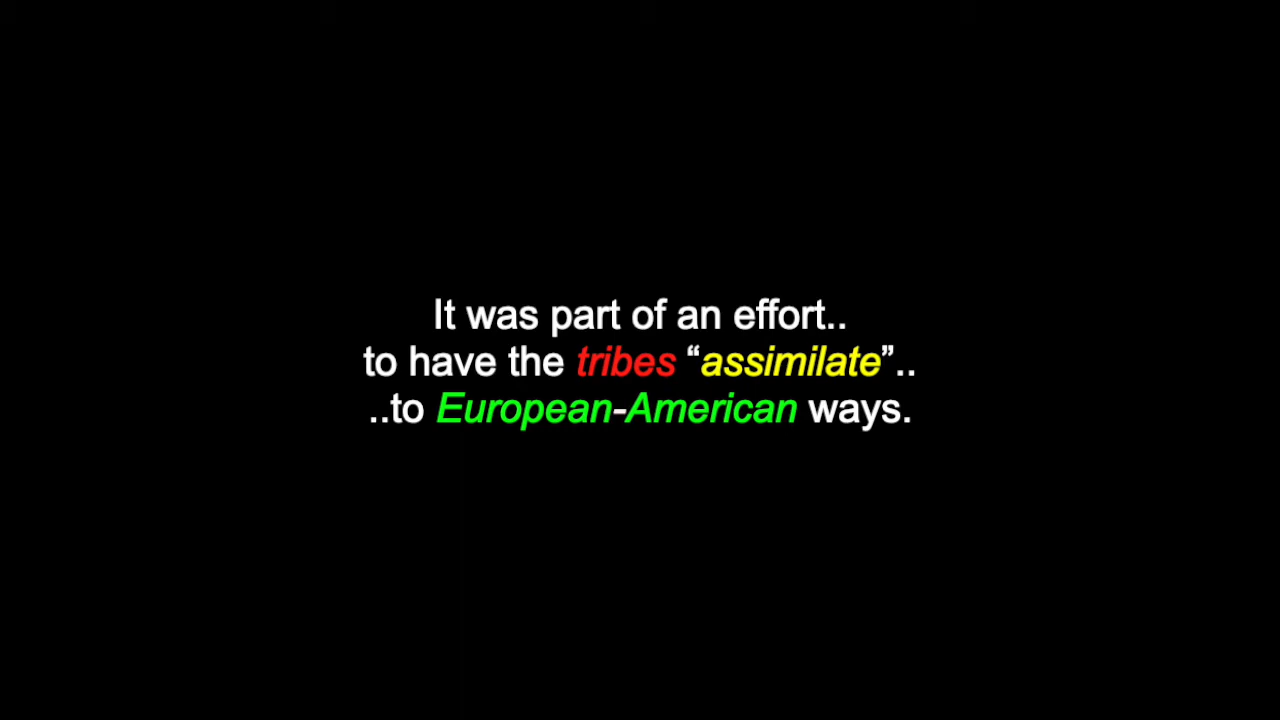 It was part of an effort..
to have the tribes “assimilate”..
..to European-American ways.